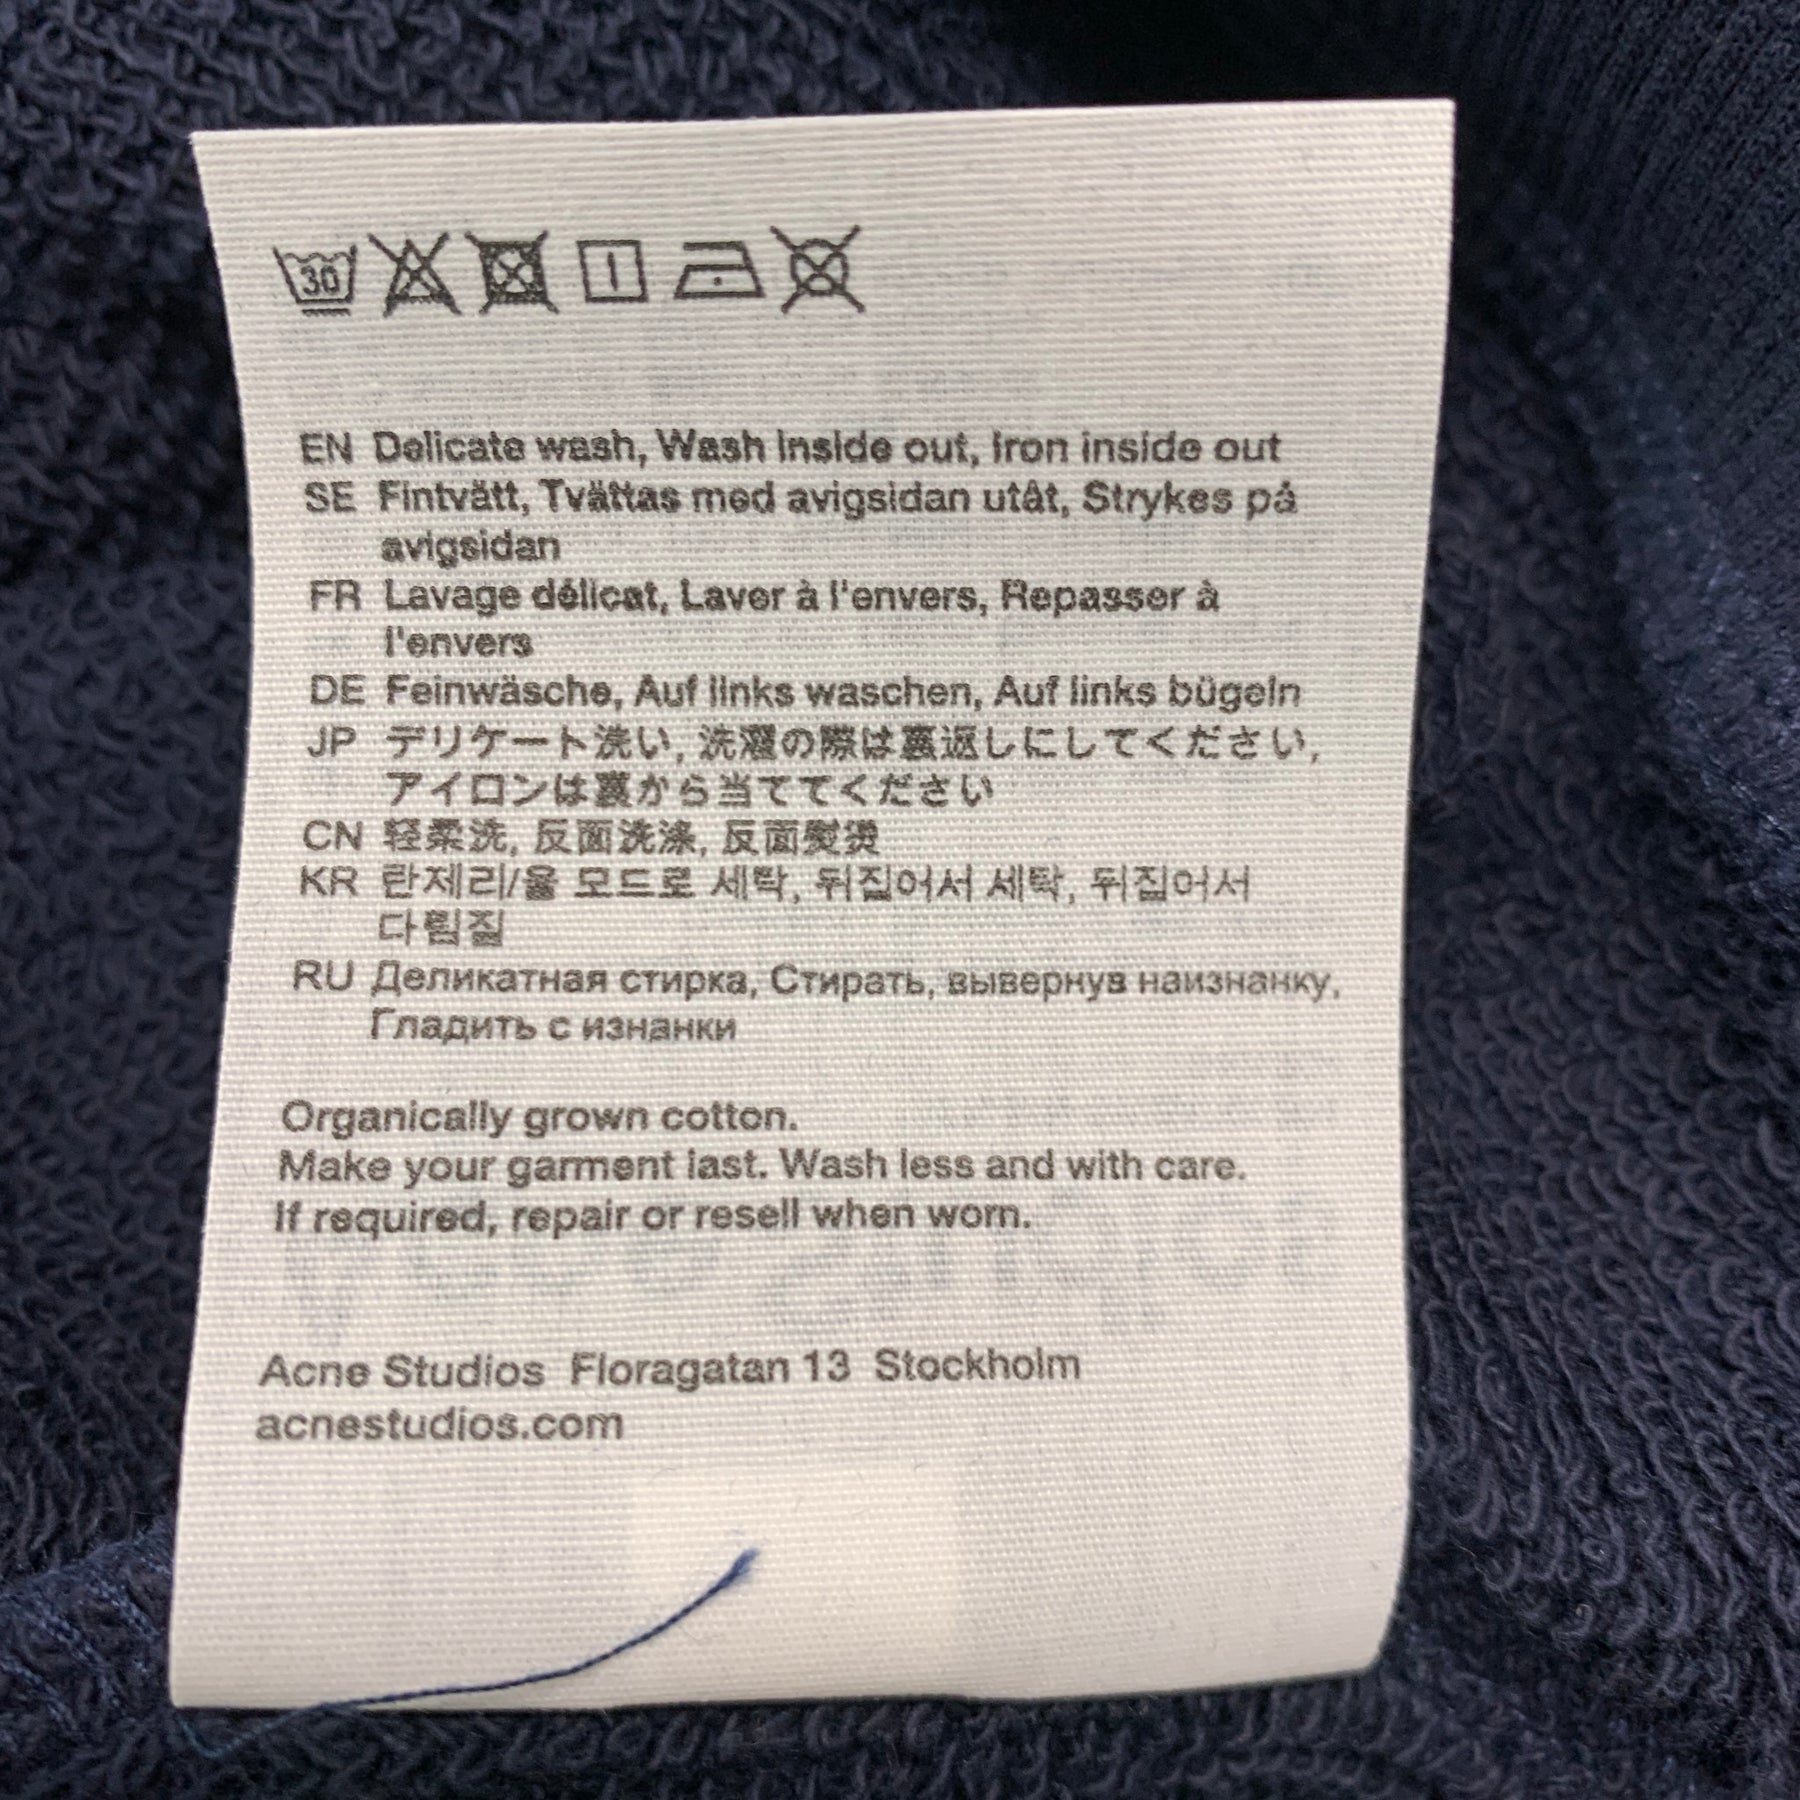 30
EN Delicate wash, Wash inside out, Iron inside out
SE Fintvätt, Tvättas med avigsidan utåt, Strykes på
avigsidan
FR Lavage délicat, Laver à l'envers, Repasser à
l'envers
DE Feinwäsche, Auf links waschen, Auf links bügeln
JP デリケート洗い, 洗濯の際は裏返しにしてください,
アイロンは裏から当ててください
CN 轻柔洗, 反面洗涤, 反面熨烫
KR 란제리/울 모드로 세탁, 뒤집어서 세탁, 뒤집어서
다림질
RU Деликатная стирка, Стирать, вывернув наизнанку,
Гладить с изнанки
Organically grown cotton.
Make your garment last. Wash less and with care.
If required, repair or resell when worn.
Acne Studios Floragatan 13 Stockholm
acnestudios.com